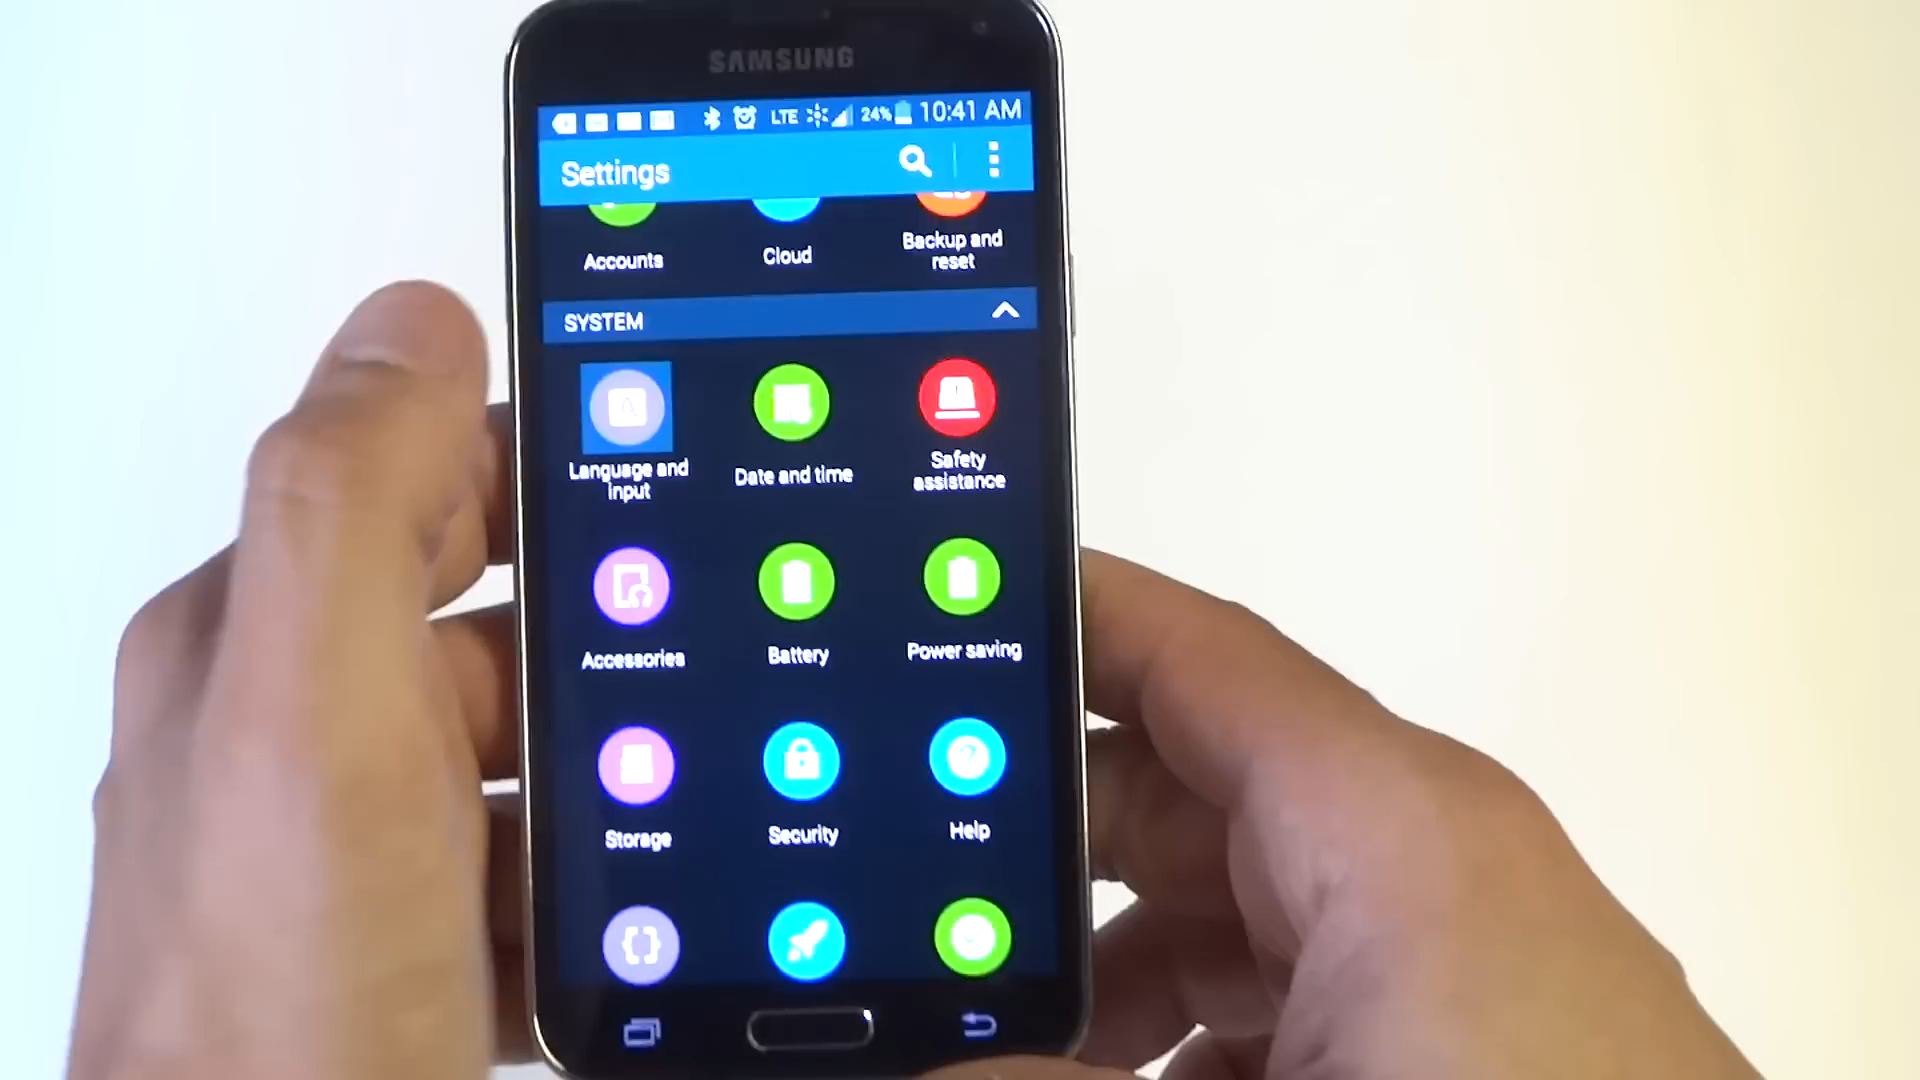 SAMSUNG
LTE 24% 10:41 AM
Settings
Accounts
Cloud
Backup and
reset
SYSTEM
Language and
input
Date and time
Safety
assistance
Accessories
Battery
Power saving
Storage
Security
Help